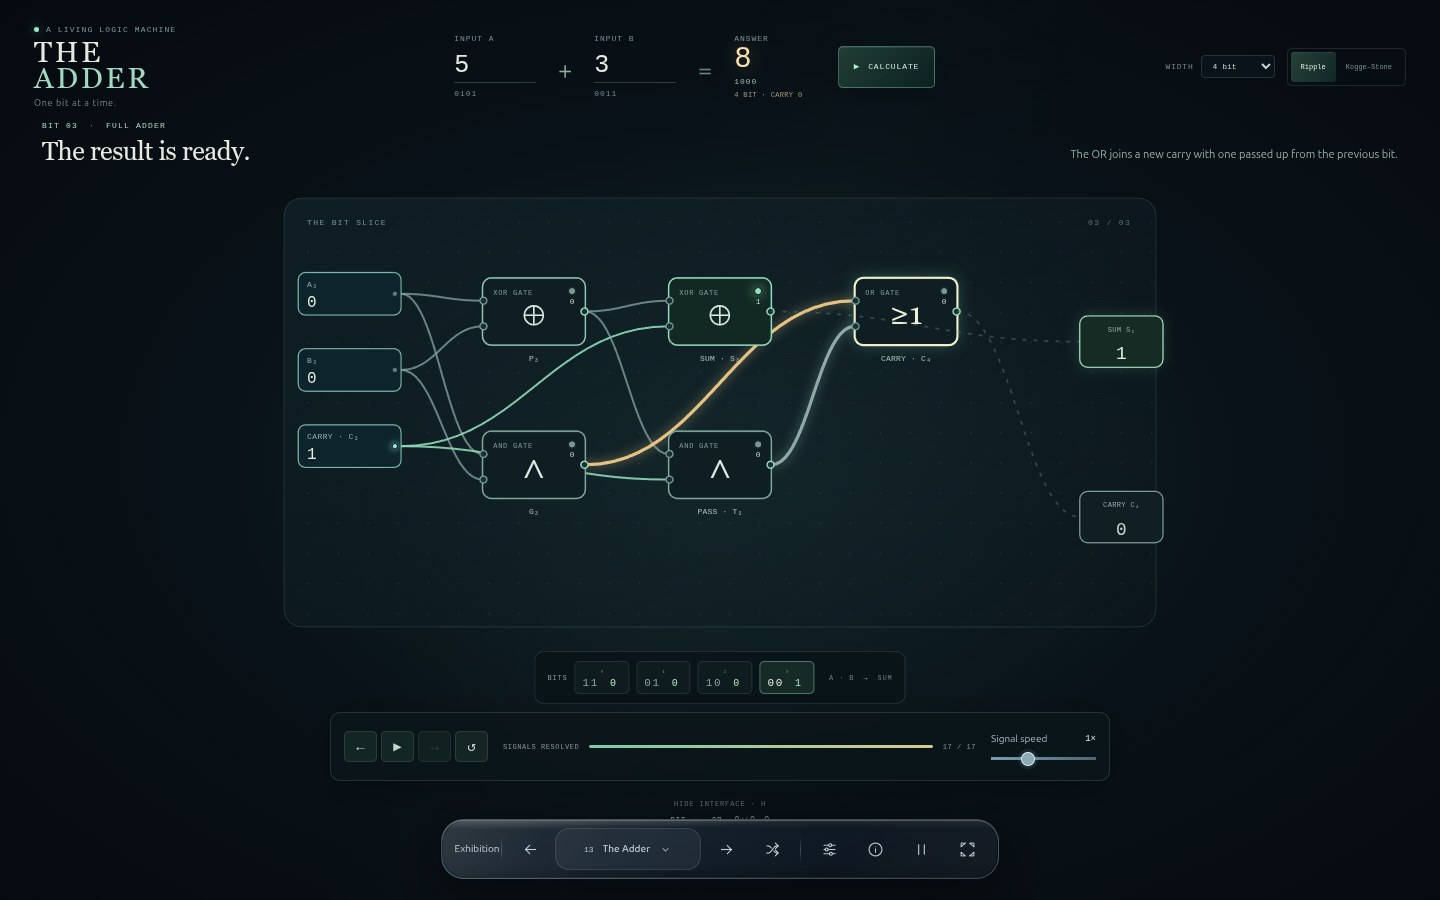 A LIVING LOGIC MACHINE
THE
ADDER
One bit at a time.
INPUT A
5
0101
+
INPUT B
3
0011
=
ANSWER
8
1000
4 BIT · CARRY 0
▶ CALCULATE
WIDTH
4 bit
Ripple
Kogge-Stone
BIT 03 · FULL ADDER
The result is ready.
The OR joins a new carry with one passed up from the previous bit.
THE BIT SLICE
03 / 03
A₃
0
B₃
0
CARRY · C₃
1
XOR GATE
0
⊕
P₃
XOR GATE
1
⊕
SUM · S₃
OR GATE
0
≥1
CARRY · C₄
AND GATE
0
∧
G₃
AND GATE
0
∧
PASS · T₃
SUM S₃
1
CARRY C₄
0
BITS
11 0
01 0
10 0
00 1
A · B → SUM
← ▶ → ↺
SIGNALS RESOLVED
17 / 17
Signal speed
1×
HIDE INTERFACE · H
Exhibition
13 The Adder